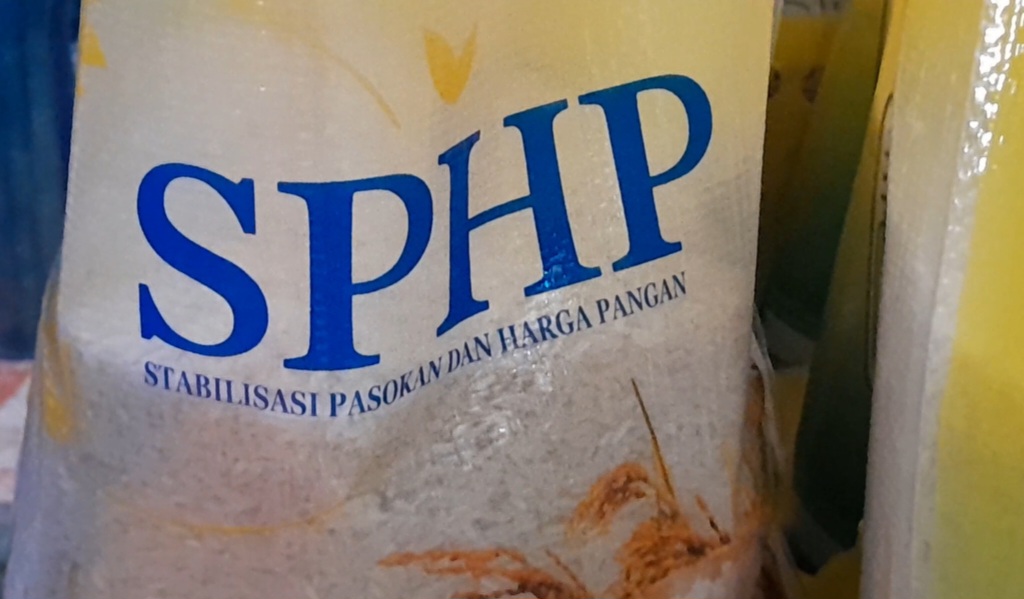 SPHP
STABILISASI PASOKAN DAN HARGA PANGAN